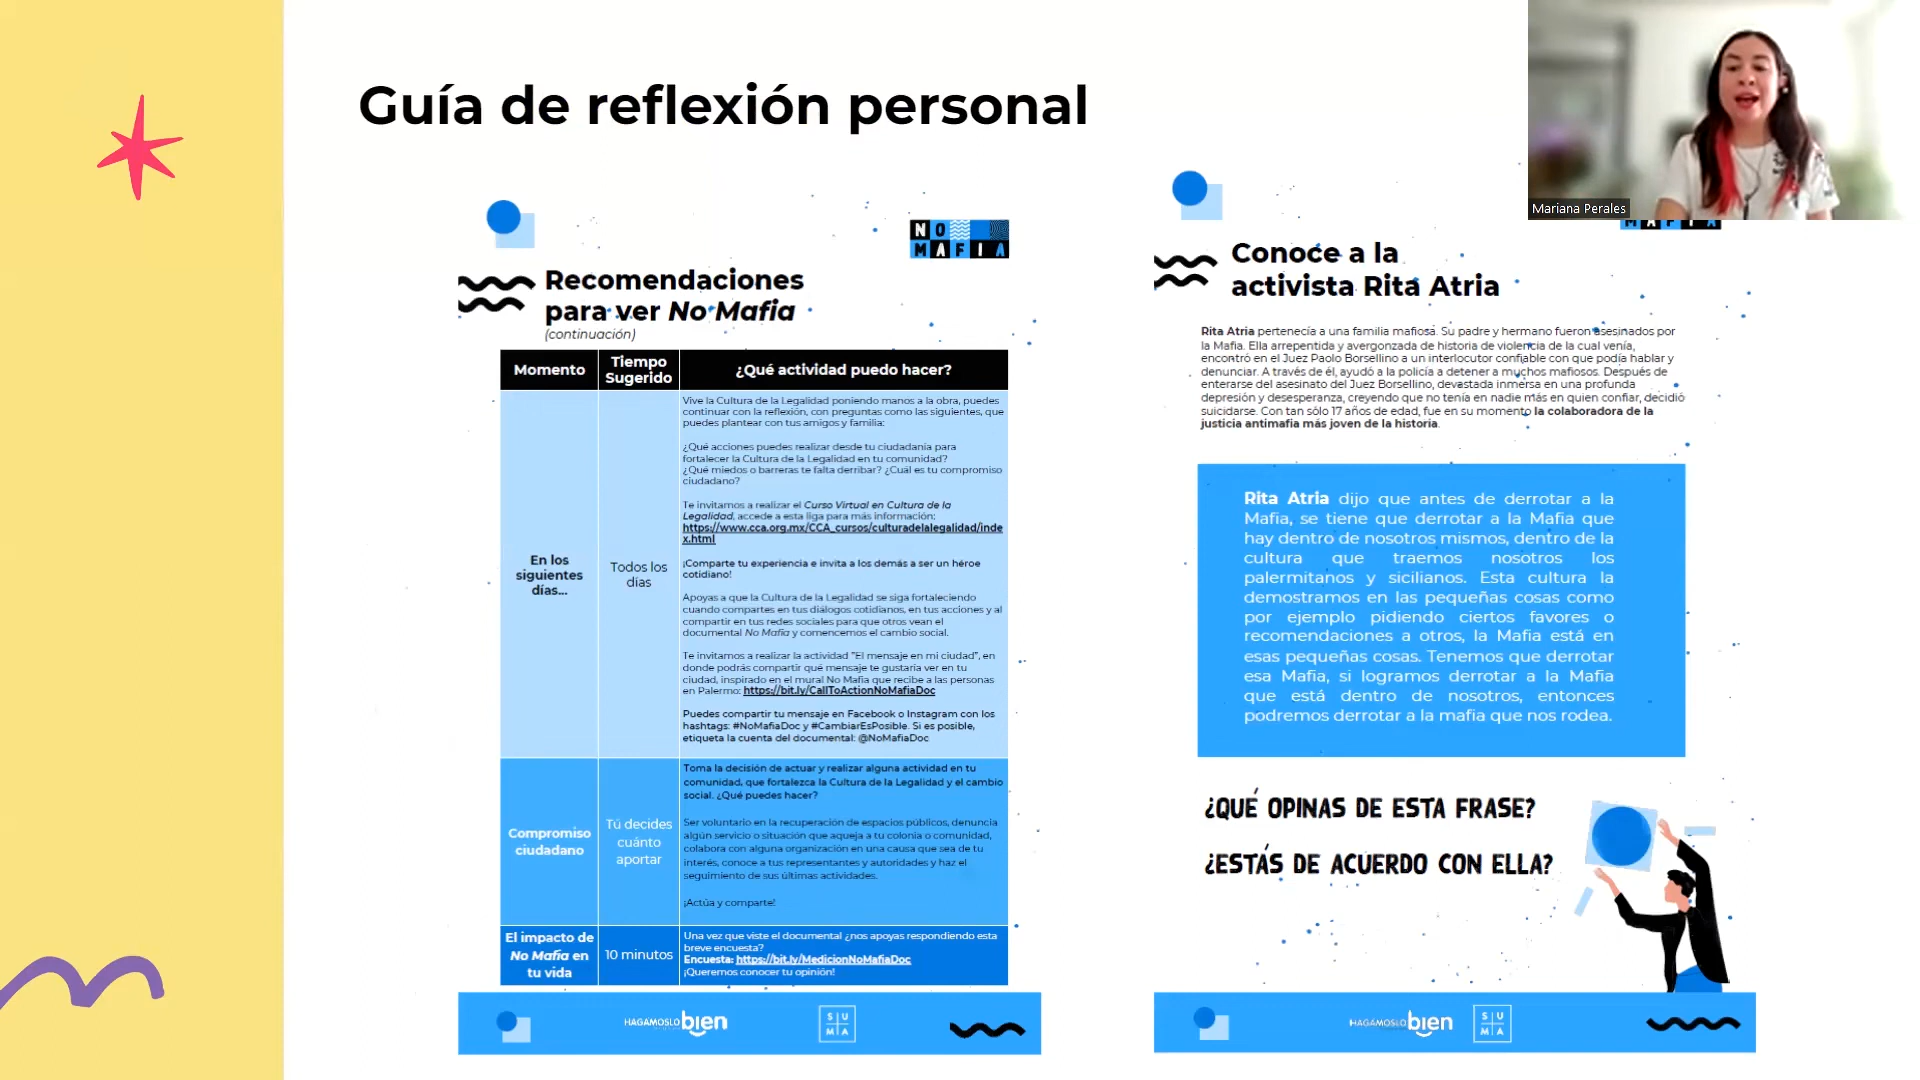 Guía de reflexión personal
Mariana Perales
NO
MAFIA
Recomendaciones
para ver No Mafia
(continuación)
Momento
Tiempo
Sugerido
¿Qué actividad puedo hacer?
En los
siguientes
días...
Todos los
días
Vive la Cultura de la Legalidad poniendo manos a la obra, puedes
continuar con la reflexión, con preguntas como las siguientes, que
puedes plantear con tus amigos y familia:
¿Qué acciones puedes realizar desde tu ciudadanía para
fortalecer la Cultura de la Legalidad en tu comunidad?
¿Qué miedos o barreras te falta derribar? ¿Cuál es tu compromiso
ciudadano?
Te invitamos a realizar el Curso Virtual en Cultura de la
Legalidad, accede a esta liga para más información:
https://www.cca.org.mx/CCA_cursos/culturadelalegalidad/inde
x.html
¡Comparte tu experiencia e invita a los demás a ser un héroe
cotidiano!
Apoyas a que la Cultura de la Legalidad se siga fortaleciendo
cuando compartes en tus diálogos cotidianos, en tus acciones y al
compartir en tus redes sociales para que otros vean el
documental No Mafia y comencemos el cambio social.
Te invitamos a realizar la actividad "El mensaje en mi ciudad", en
donde podrás compartir qué mensaje te gustaría ver en tu
ciudad, inspirado en el mural No Mafia que recibe a las personas
en Palermo: https://bit.ly/CallToActionNoMafiaDoc
Puedes compartir tu mensaje en Facebook o Instagram con los
hashtags: #NoMafiaDoc y #CambiarEsPosible. Si es posible,
etiqueta la cuenta del documental: @NoMafiaDoc
Compromiso
ciudadano
Tú decides
cuánto
aportar
Toma la decisión de actuar y realizar alguna actividad en tu
comunidad, que fortalezca la Cultura de la Legalidad y el cambio
social. ¿Qué puedes hacer?
Ser voluntario en la recuperación de espacios públicos, denuncia
algún servicio o situación que aqueja a tu colonia o comunidad,
colabora con alguna organización en una causa que sea de tu
interés, conoce a tus representantes y autoridades y haz el
seguimiento de sus últimas actividades.
¡Actúa y comparte!
El impacto de
No Mafia en
tu vida
10 minutos
Una vez que viste el documental ¿nos apoyas respondiendo esta
breve encuesta?
Encuesta: https://bit.ly/MedicionNoMafiaDoc
¡Queremos conocer tu opinión!
HAGAMOSLO bien
SU
MA
MAFIA
Conoce a la
activista Rita Atria
Rita Atria pertenecía a una familia mafiosa. Su padre y hermano fueron asesinados por
la Mafia. Ella arrepentida y avergonzada de historia de violencia de la cual venía,
encontró en el Juez Paolo Borsellino a un interlocutor confiable con que podía hablar y
denunciar. A través de él, ayudó a la policía a detener a muchos mafiosos. Después de
enterarse del asesinato del Juez Borsellino, devastada inmersa en una profunda
depresión y desesperanza, creyendo que no tenía en nadie más en quien confiar, decidió
suicidarse. Con tan sólo 17 años de edad, fue en su momento la colaboradora de la
justicia antimafia más joven de la historia.
Rita Atria dijo que antes de derrotar a la
Mafia, se tiene que derrotar a la Mafia que
hay dentro de nosotros mismos, dentro de la
cultura que traemos nosotros los
palermitanos y sicilianos. Esta cultura la
demostramos en las pequeñas cosas como
por ejemplo pidiendo ciertos favores o
recomendaciones a otros, la Mafia está en
esas pequeñas cosas. Tenemos que derrotar
esa Mafia, si logramos derrotar a la Mafia
que está dentro de nosotros, entonces
podremos derrotar a la mafia que nos rodea.
¿QUÉ OPINAS DE ESTA FRASE?
¿ESTÁS DE ACUERDO CON ELLA?
HAGAMOSLO bien
SU
MA